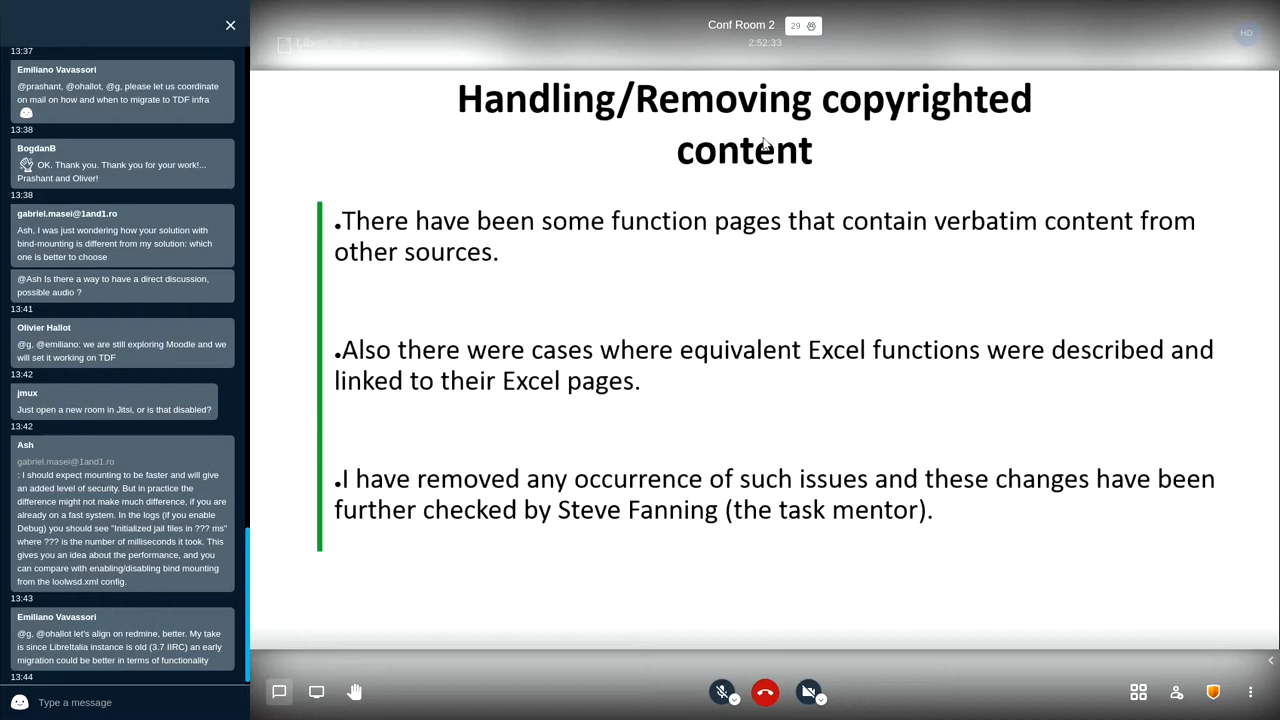 13:37
Emiliano Vavassori
@prashant, @ohallot, @g, please let us coordinate
on mail on how and when to migrate to TDF infra
13:38
BogdanB
OK. Thank you. Thank you for your work!...
Prashant and Oliver!
13:38
gabriel.masei@1and1.ro
Ash, I was just wondering how your solution with
bind-mounting is different from my solution: which
one is better to choose
@Ash Is there a way to have a direct discussion,
possible audio ?
13:41
Olivier Hallot
@g, @emiliano: we are still exploring Moodle and we
will set it working on TDF
13:42
jmux
Just open a new room in Jitsi, or is that disabled?
13:42
Ash
gabriel.masei@1and1.ro
: I should expect mounting to be faster and will give
an added level of security. But in practice the
difference might not make much difference, if you are
already on a fast system. In the logs (if you enable
Debug) you should see "Initialized jail files in ??? ms"
where ??? is the number of milliseconds it took. This
gives you an idea about the performance, and you
can compare with enabling/disabling bind mounting
from the loolwsd.xml config.
13:43
Emiliano Vavassori
@g, @ohallot let's align on redmine, better. My take
is since LibreItalia instance is old (3.7 IIRC) an early
migration could be better in terms of functionality
13:44
Type a message
Conf Room 2
29
2:52:33
HD
Handling/Removing copyrighted
content
•There have been some function pages that contain verbatim content from
other sources.
•Also there were cases where equivalent Excel functions were described and
linked to their Excel pages.
•I have removed any occurrence of such issues and these changes have been
further checked by Steve Fanning (the task mentor).